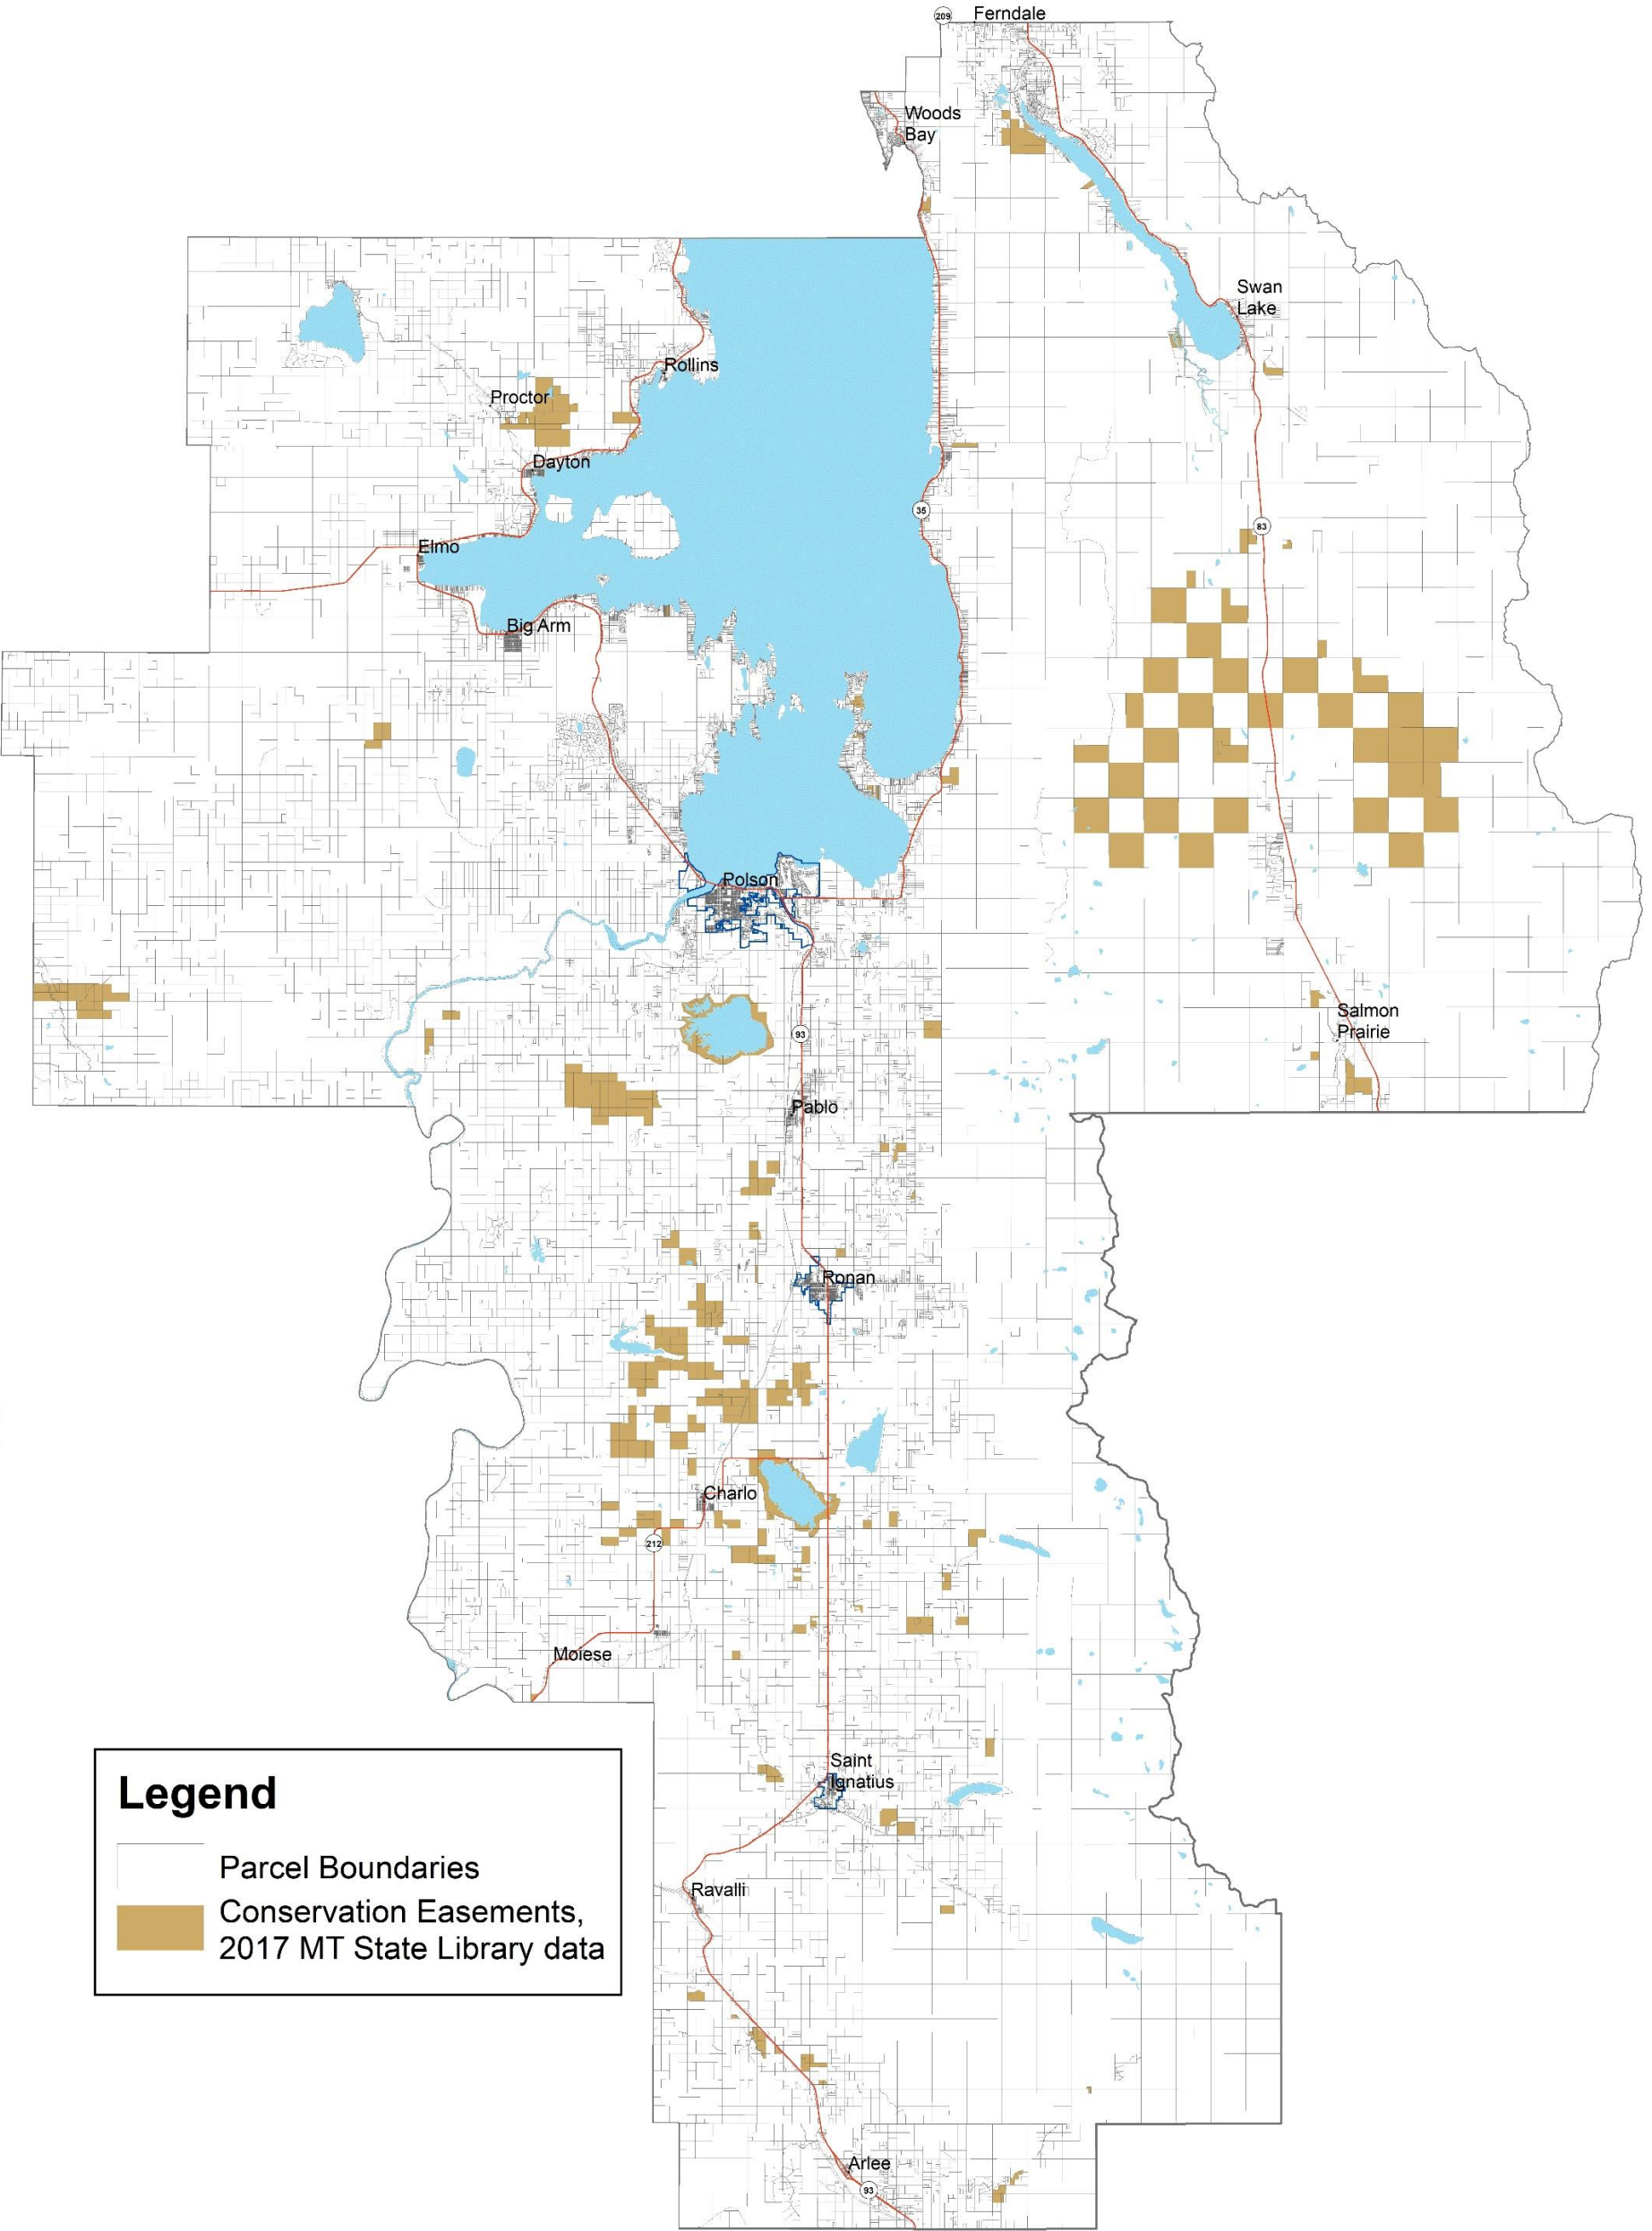 209
Ferndale
Woods
Bay
Swan
Lake
Rollins
Proctor
Dayton
35
83
Elmo
Big Arm
Polson
Salmon
Prairie
93
Pablo
Ronan
Charlo
212
Moiese
Saint
Ignatius
Legend
Parcel Boundaries
Conservation Easements,
2017 MT State Library data
Ravalli
Arlee
93